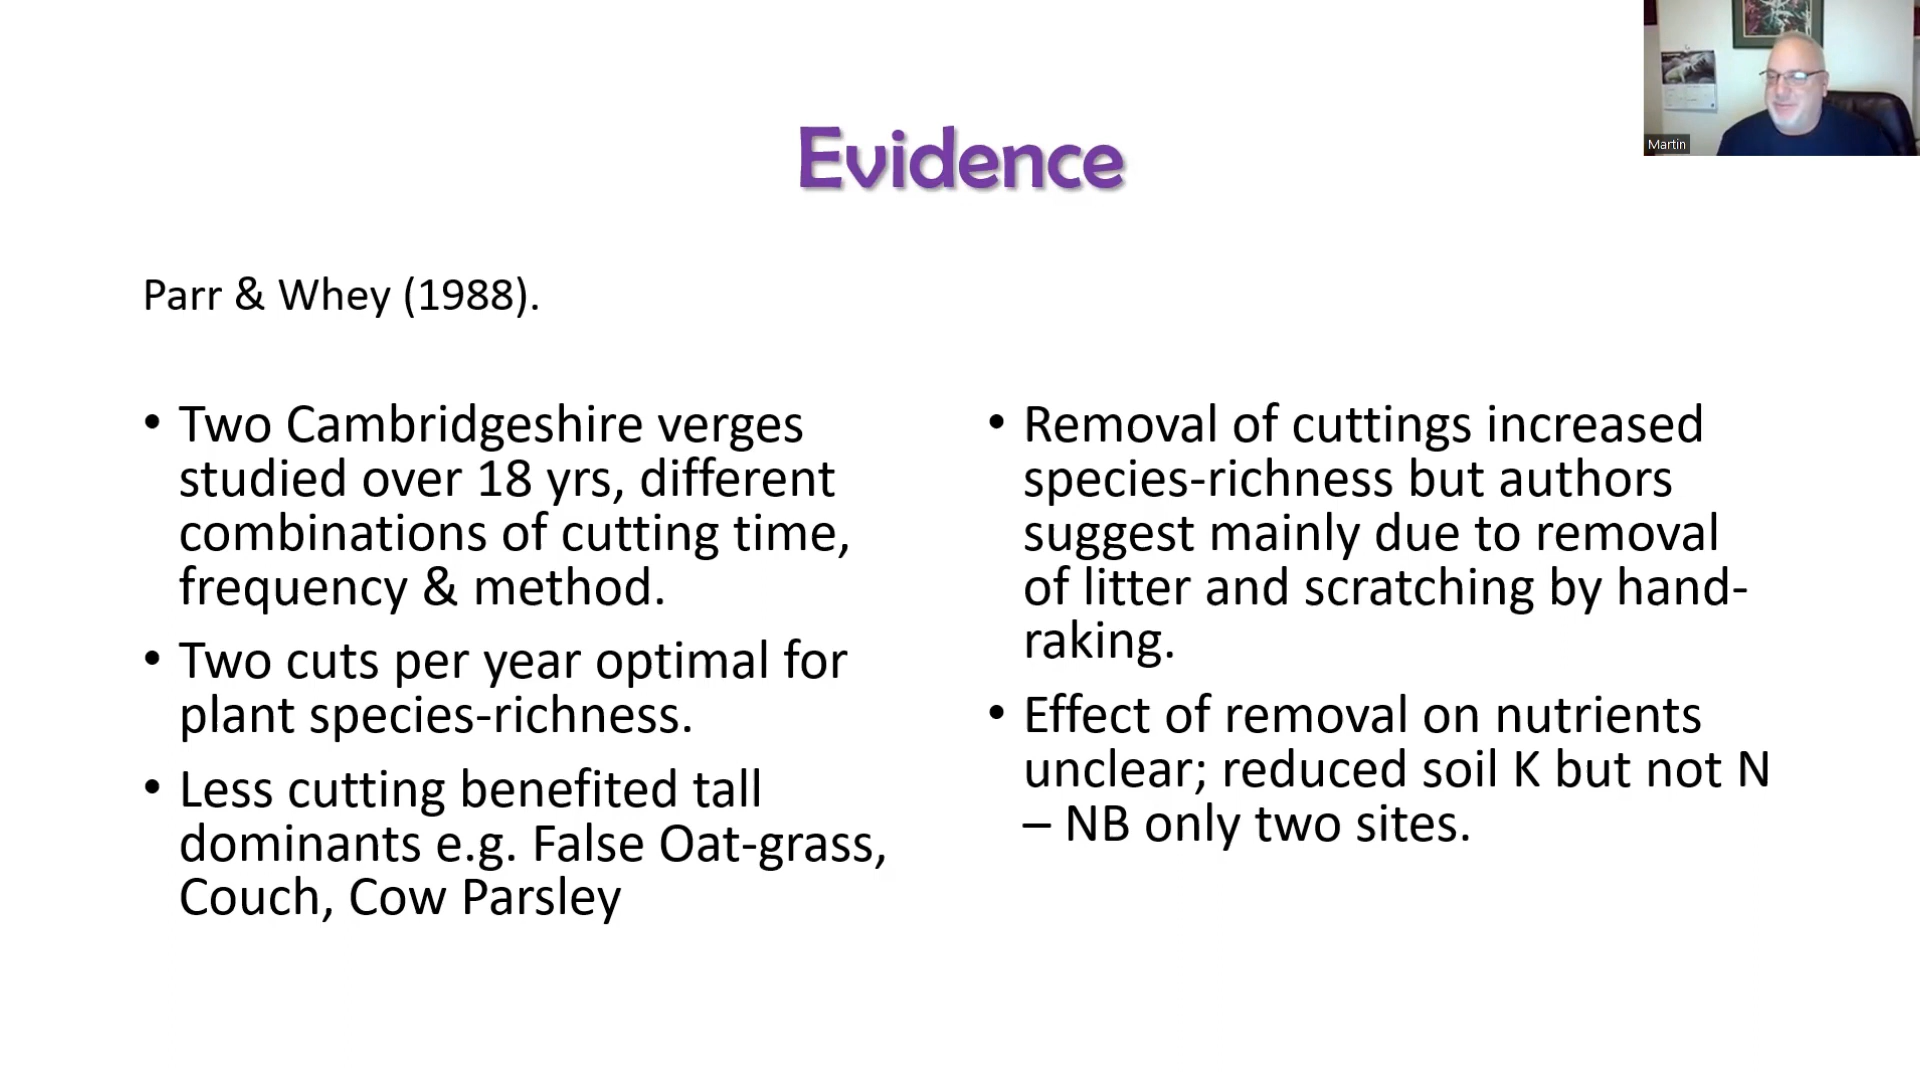 Martin
Evidence
Parr & Whey (1988).
• Two Cambridgeshire verges
studied over 18 yrs, different
combinations of cutting time,
frequency & method.
• Two cuts per year optimal for
plant species-richness.
• Less cutting benefited tall
dominants e.g. False Oat-grass,
Couch, Cow Parsley
• Removal of cuttings increased
species-richness but authors
suggest mainly due to removal
of litter and scratching by hand-
raking.
• Effect of removal on nutrients
unclear; reduced soil K but not N
– NB only two sites.